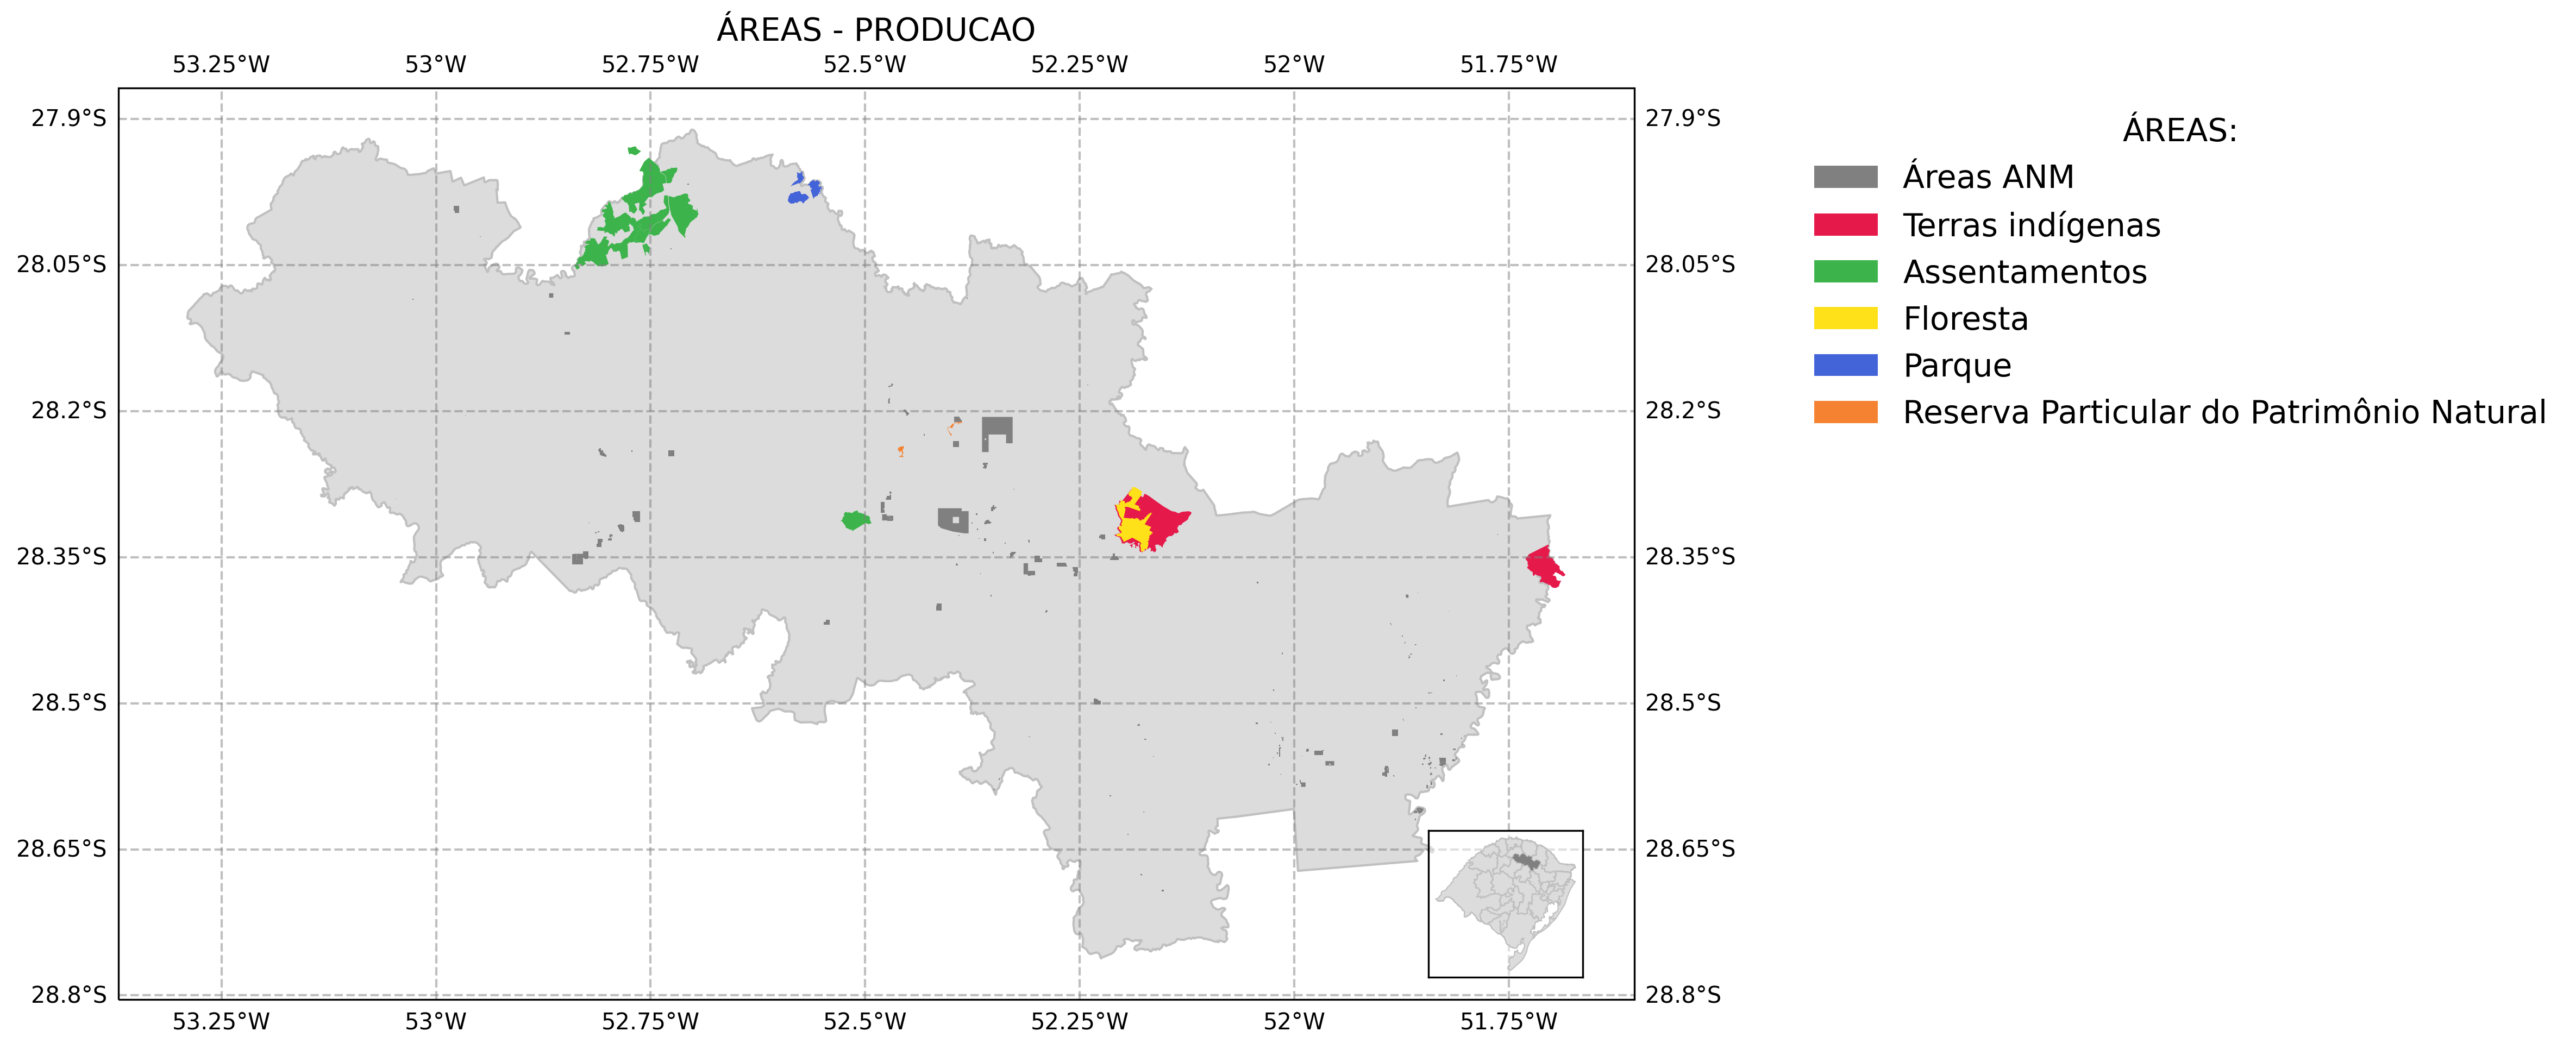 ÁREAS - PRODUCAO
53.25°W 53°W 52.75°W 52.5°W 52.25°W 52°W 51.75°W
27.9°S 27.9°S
28.05°S 28.05°S
28.2°S 28.2°S
28.35°S 28.35°S
28.5°S 28.5°S
28.65°S 28.65°S
28.8°S 28.8°S
53.25°W 53°W 52.75°W 52.5°W 52.25°W 52°W 51.75°W
ÁREAS:
Áreas ANM
Terras indígenas
Assentamentos
Floresta
Parque
Reserva Particular do Patrimônio Natural